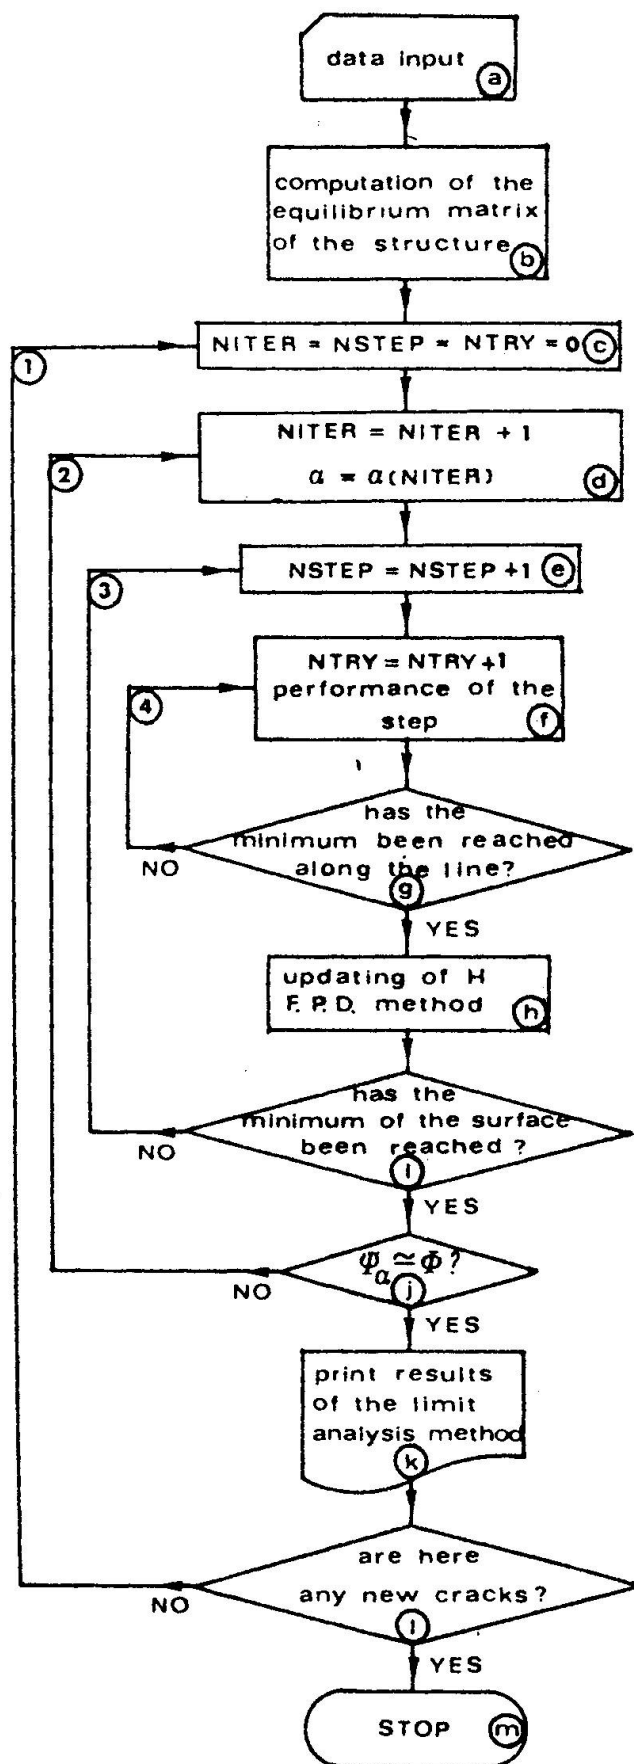 data input
a
computation of the
equilibrium matrix
of the structure
b
1
NITER = NSTEP = NTRY = 0 c
2
NITER = NITER + 1
α = α(NITER)
d
3
NSTEP = NSTEP +1 e
NTRY = NTRY+1
4
performance of the
step
f
has the
minimum been reached
along the line?
g
NO
YES
updating of H
F.P.D. method
h
has the
minimum of the surface
been reached ?
i
NO
YES
Ψα ≃ Φ ?
j
NO
YES
print results
of the limit
analysis method
k
are here
any new cracks?
l
NO
YES
STOP m